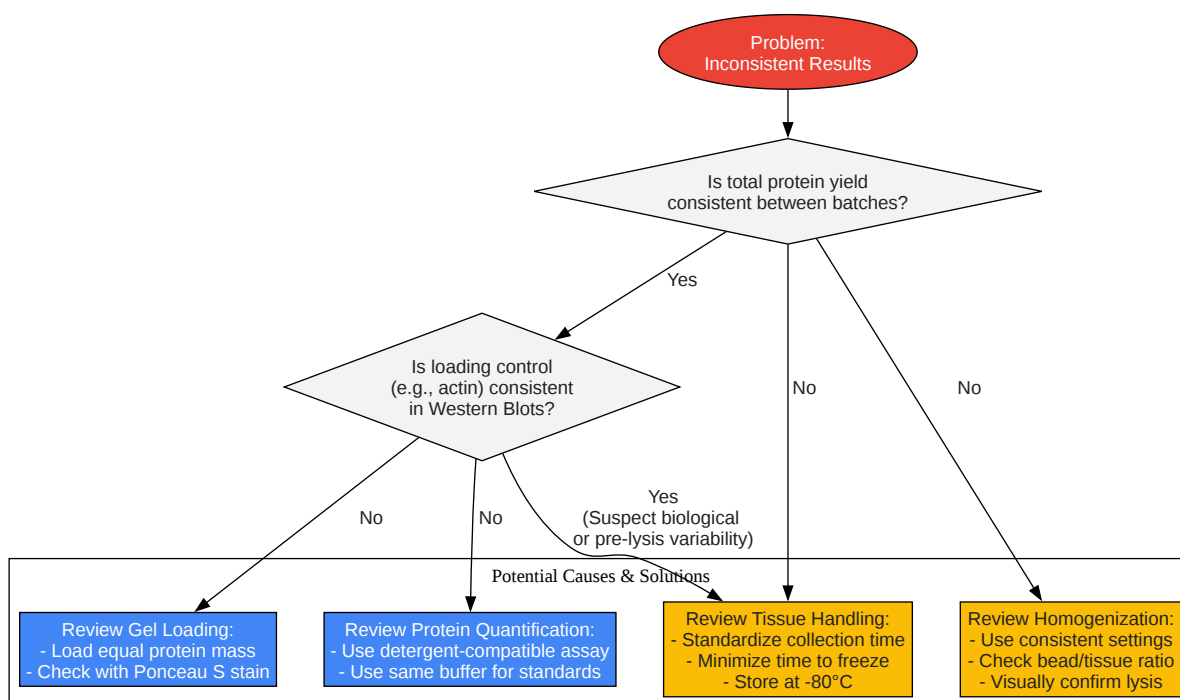 Problem:
Inconsistent Results
Is total protein yield
consistent between batches?
Yes
No
No
Is loading control
(e.g., actin) consistent
in Western Blots?
No
No
Yes
(Suspect biological
or pre-lysis variability)
Potential Causes & Solutions
Review Gel Loading:
- Load equal protein mass
- Check with Ponceau S stain
Review Protein Quantification:
- Use detergent-compatible assay
- Use same buffer for standards
Review Tissue Handling:
- Standardize collection time
- Minimize time to freeze
- Store at -80°C
Review Homogenization:
- Use consistent settings
- Check bead/tissue ratio
- Visually confirm lysis